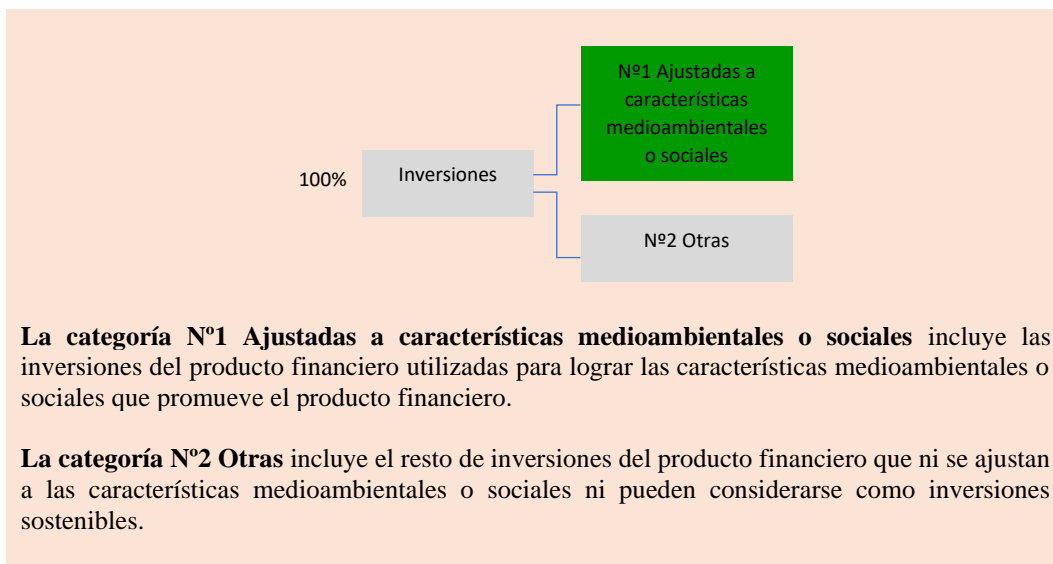 Nº1 Ajustadas a
características
medioambientales
o sociales
100%
Inversiones
Nº2 Otras
La categoría Nº1 Ajustadas a características medioambientales o sociales incluye las
inversiones del producto financiero utilizadas para lograr las características medioambientales o
sociales que promueve el producto financiero.
La categoría Nº2 Otras incluye el resto de inversiones del producto financiero que ni se ajustan
a las características medioambientales o sociales ni pueden considerarse como inversiones
sostenibles.